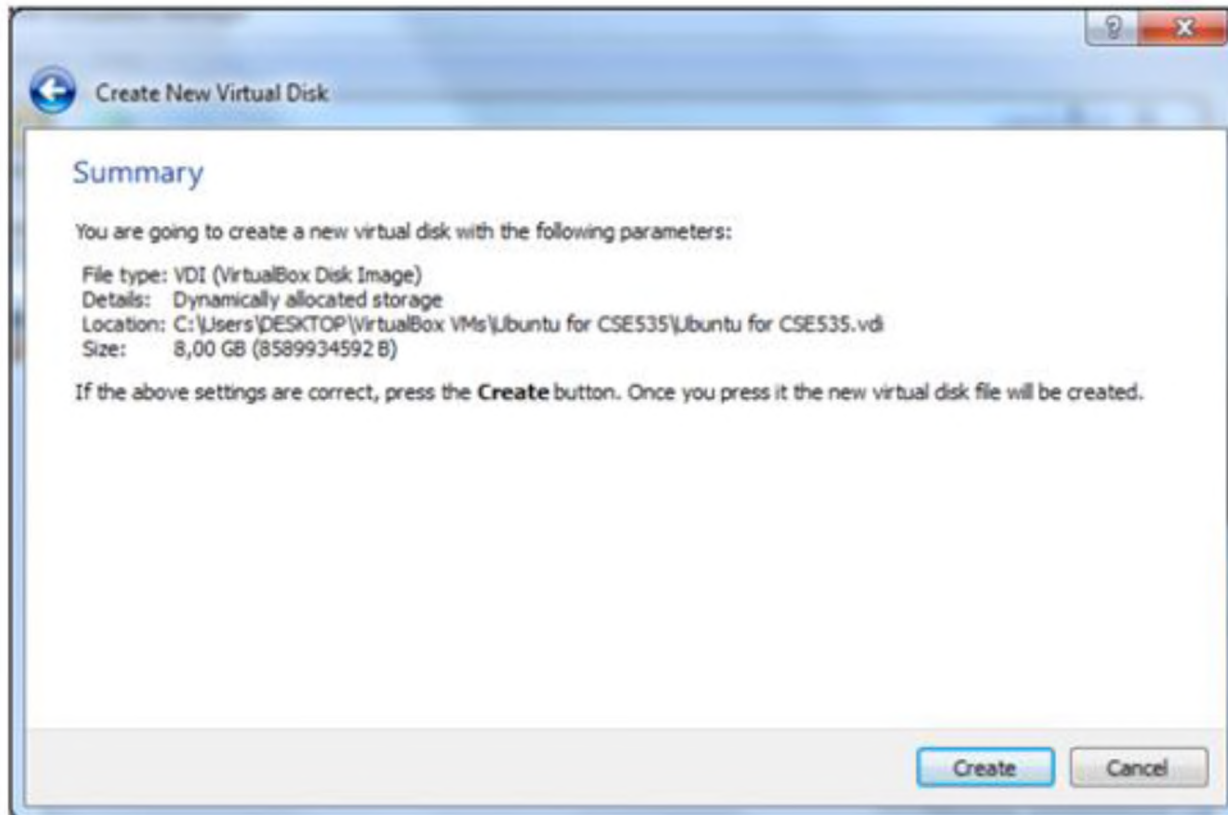 Create New Virtual Disk
Summary
You are going to create a new virtual disk with the following parameters:
File type: VDI (VirtualBox Disk Image)
Details: Dynamically allocated storage
Location: C:\Users\DESKTOP\VirtualBox VMs\Ubuntu for CSE535\Ubuntu for CSE535.vdi
Size: 8,00 GB (8589934592 B)
If the above settings are correct, press the Create button. Once you press it the new virtual disk file will be created.
Create Cancel